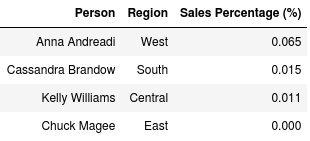 Person Region Sales Percentage (%)
Anna Andreadi West 0.065
Cassandra Brandow South 0.015
Kelly Williams Central 0.011
Chuck Magee East 0.000